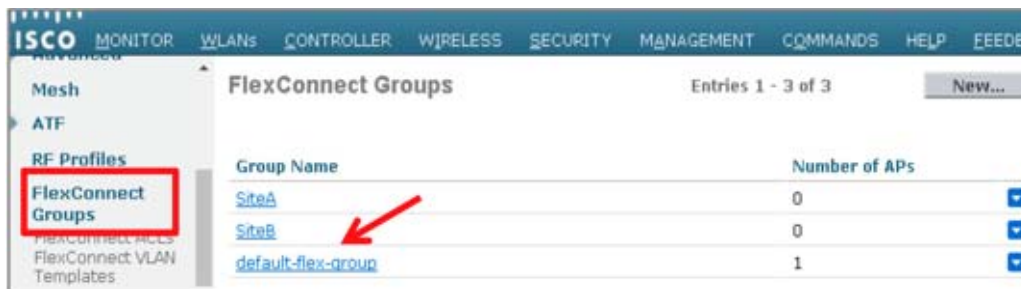 ISCO MONITOR WLANs CONTROLLER WIRELESS SECURITY MANAGEMENT COMMANDS HELP FEEDB
Advanced
Mesh
ATF
RF Profiles
FlexConnect
Groups
FlexConnect ACLs
FlexConnect VLAN
Templates
FlexConnect Groups Entries 1 - 3 of 3 New...
Group Name Number of APs
SiteA 0
SiteB 0
default-flex-group 1